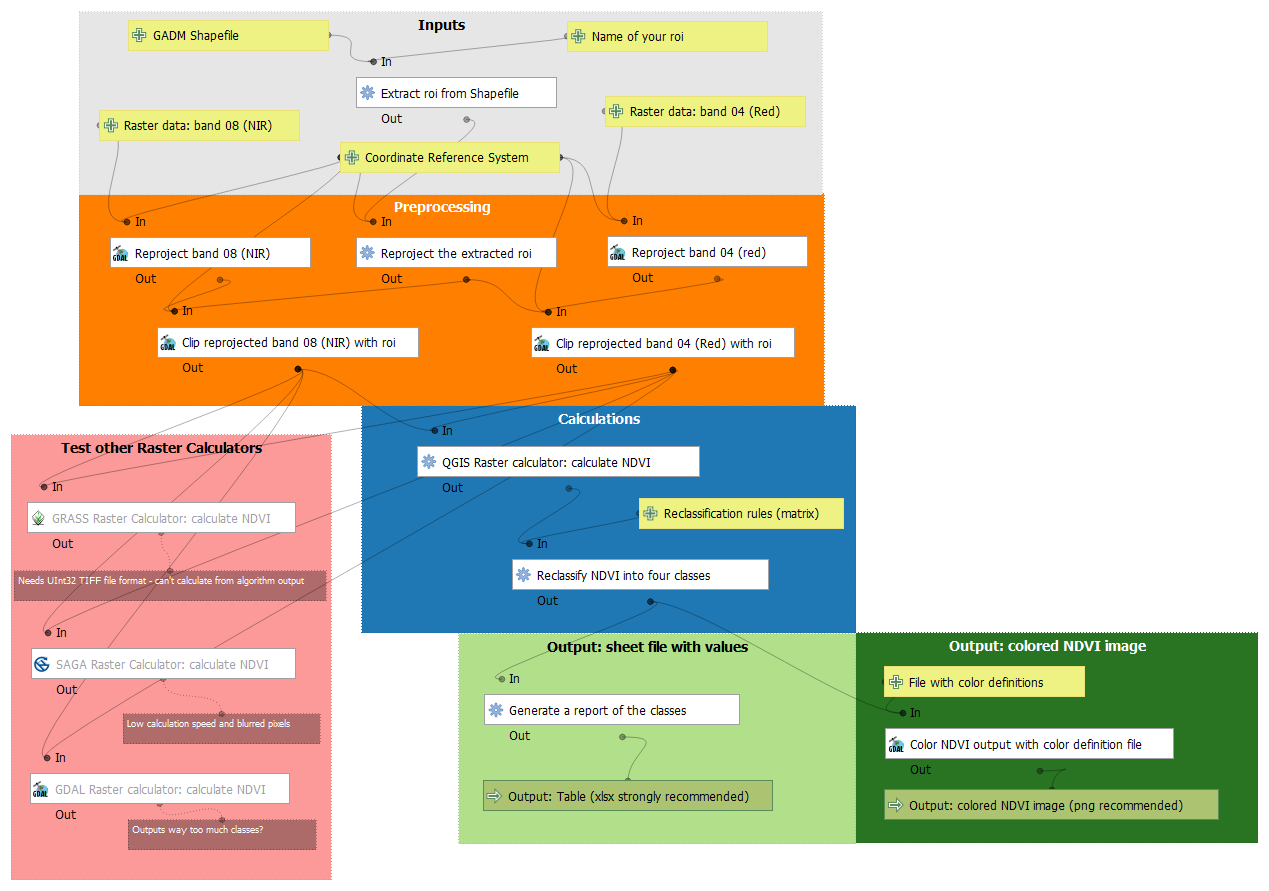 Inputs
GADM Shapefile
Name of your roi
In
Extract roi from Shapefile
Out
Raster data: band 08 (NIR)
Raster data: band 04 (Red)
Coordinate Reference System
Preprocessing
In
In
In
Reproject band 08 (NIR)
Reproject the extracted roi
Reproject band 04 (red)
Out
Out
Out
In
In
Clip reprojected band 08 (NIR) with roi
Clip reprojected band 04 (Red) with roi
Out
Out
Calculations
In
QGIS Raster calculator: calculate NDVI
Out
Reclassification rules (matrix)
In
Reclassify NDVI into four classes
Out
Test other Raster Calculators
In
GRASS Raster Calculator: calculate NDVI
Out
Needs UInt32 TIFF file format - can't calculate from algorithm output
In
SAGA Raster Calculator: calculate NDVI
Out
Low calculation speed and blurred pixels
In
GDAL
GDAL Raster calculator: calculate NDVI
Out
Outputs way too much classes?
Output: sheet file with values
In
Generate a report of the classes
Out
Output: Table (xlsx strongly recommended)
Output: colored NDVI image
File with color definitions
In
GDAL
Color NDVI output with color definition file
Out
Output: colored NDVI image (png recommended)
GDAL
GDAL
GDAL
GDAL